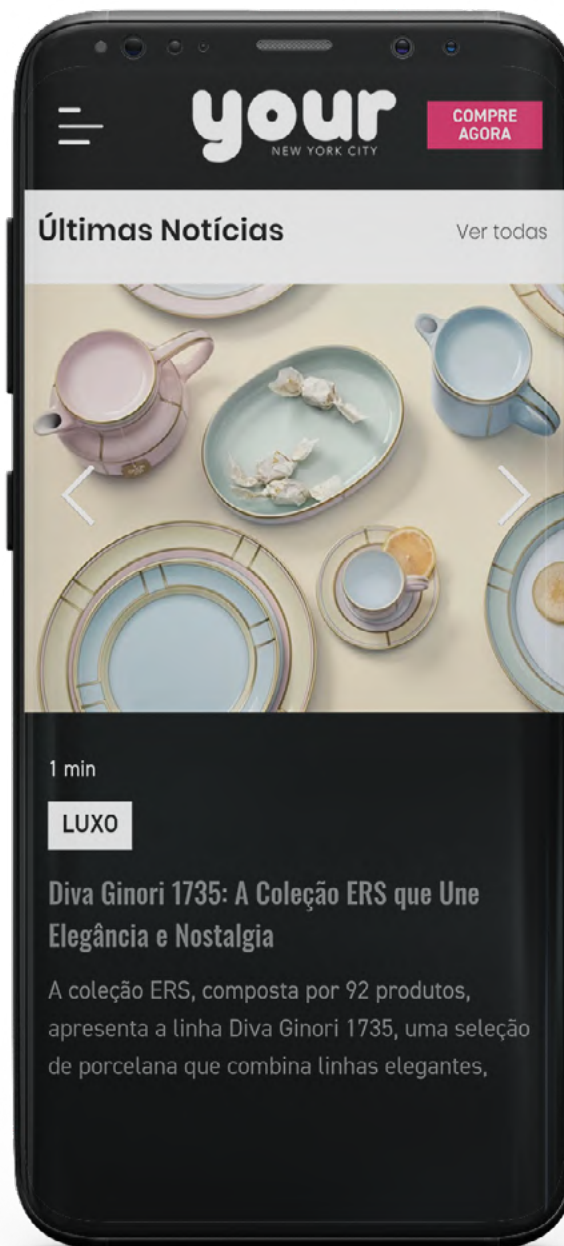 your
NEW YORK CITY
COMPRE
AGORA
Últimas Notícias
Ver todas
1 min
LUXO
Diva Ginori 1735: A Coleção ERS que Une
Elegância e Nostalgia
A coleção ERS, composta por 92 produtos,
apresenta a linha Diva Ginori 1735, uma seleção
de porcelana que combina linhas elegantes,